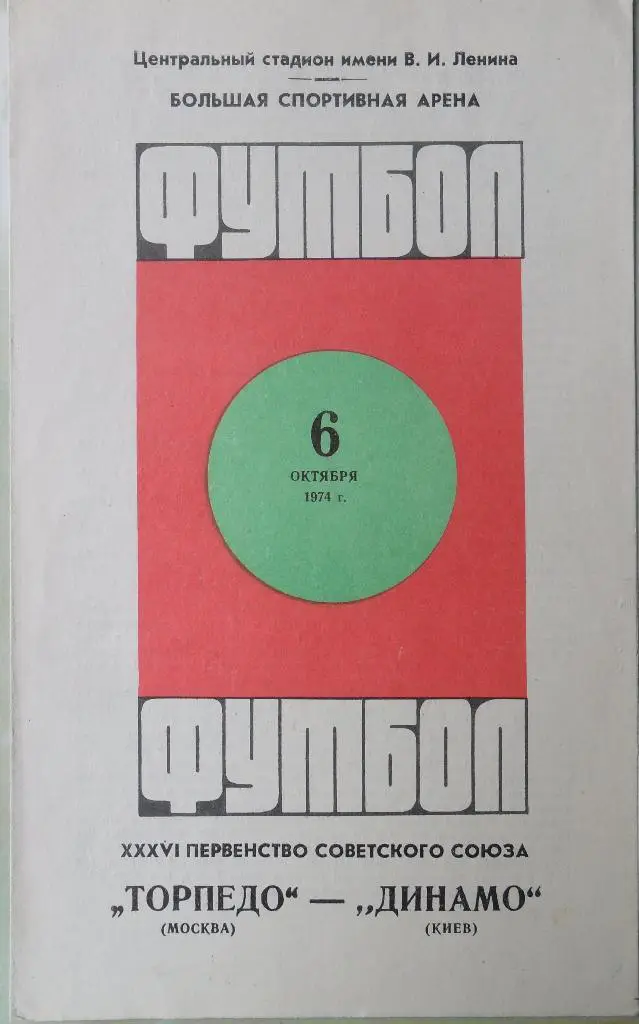 Центральный стадион имени В. И. Ленина
БОЛЬШАЯ СПОРТИВНАЯ АРЕНА
ФУТБОЛ
6
ОКТЯБРЯ
1974 г.
ФУТБОЛ
XXXVI ПЕРВЕНСТВО СОВЕТСКОГО СОЮЗА
„ТОРПЕДО“ — „ДИНАМО“
(МОСКВА) (КИЕВ)